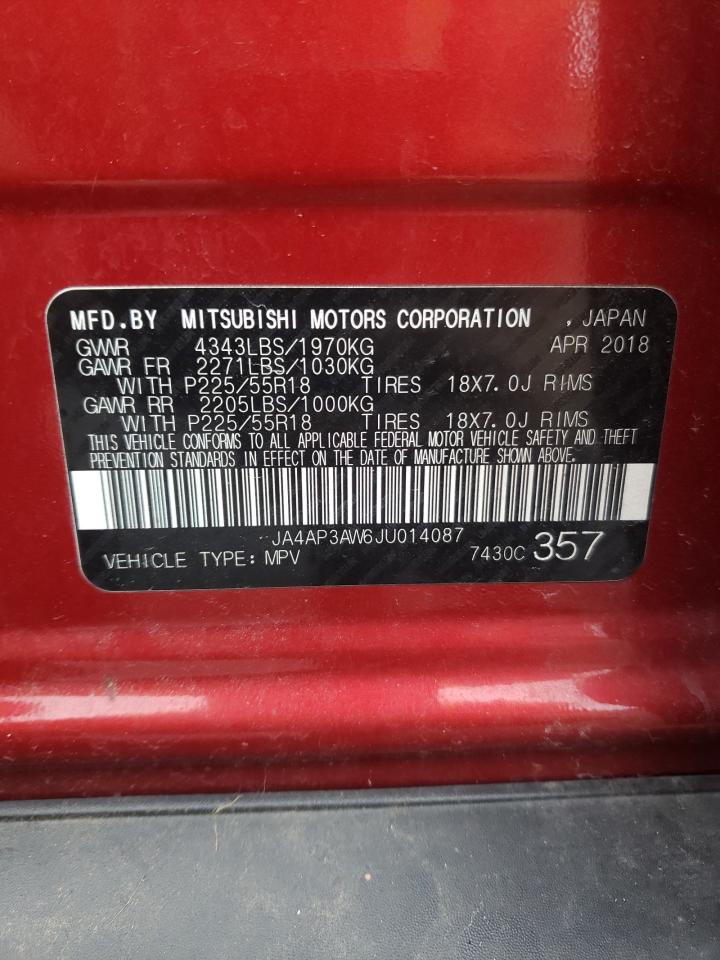 MFD.BY MITSUBISHI MOTORS CORPORATION , JAPAN
GVWR 4343LBS/1970KG APR 2018
GAWR FR 2271LBS/1030KG
WITH P225/55R18 TIRES 18X7.0J RIMS
GAWR RR 2205LBS/1000KG
WITH P225/55R18 TIRES 18X7.0J RIMS
THIS VEHICLE CONFORMS TO ALL APPLICABLE FEDERAL MOTOR VEHICLE SAFETY AND THEFT
PREVENTION STANDARDS IN EFFECT ON THE DATE OF MANUFACTURE SHOWN ABOVE.
JA4AP3AW6JU014087
VEHICLE TYPE: MPV 7430C 357